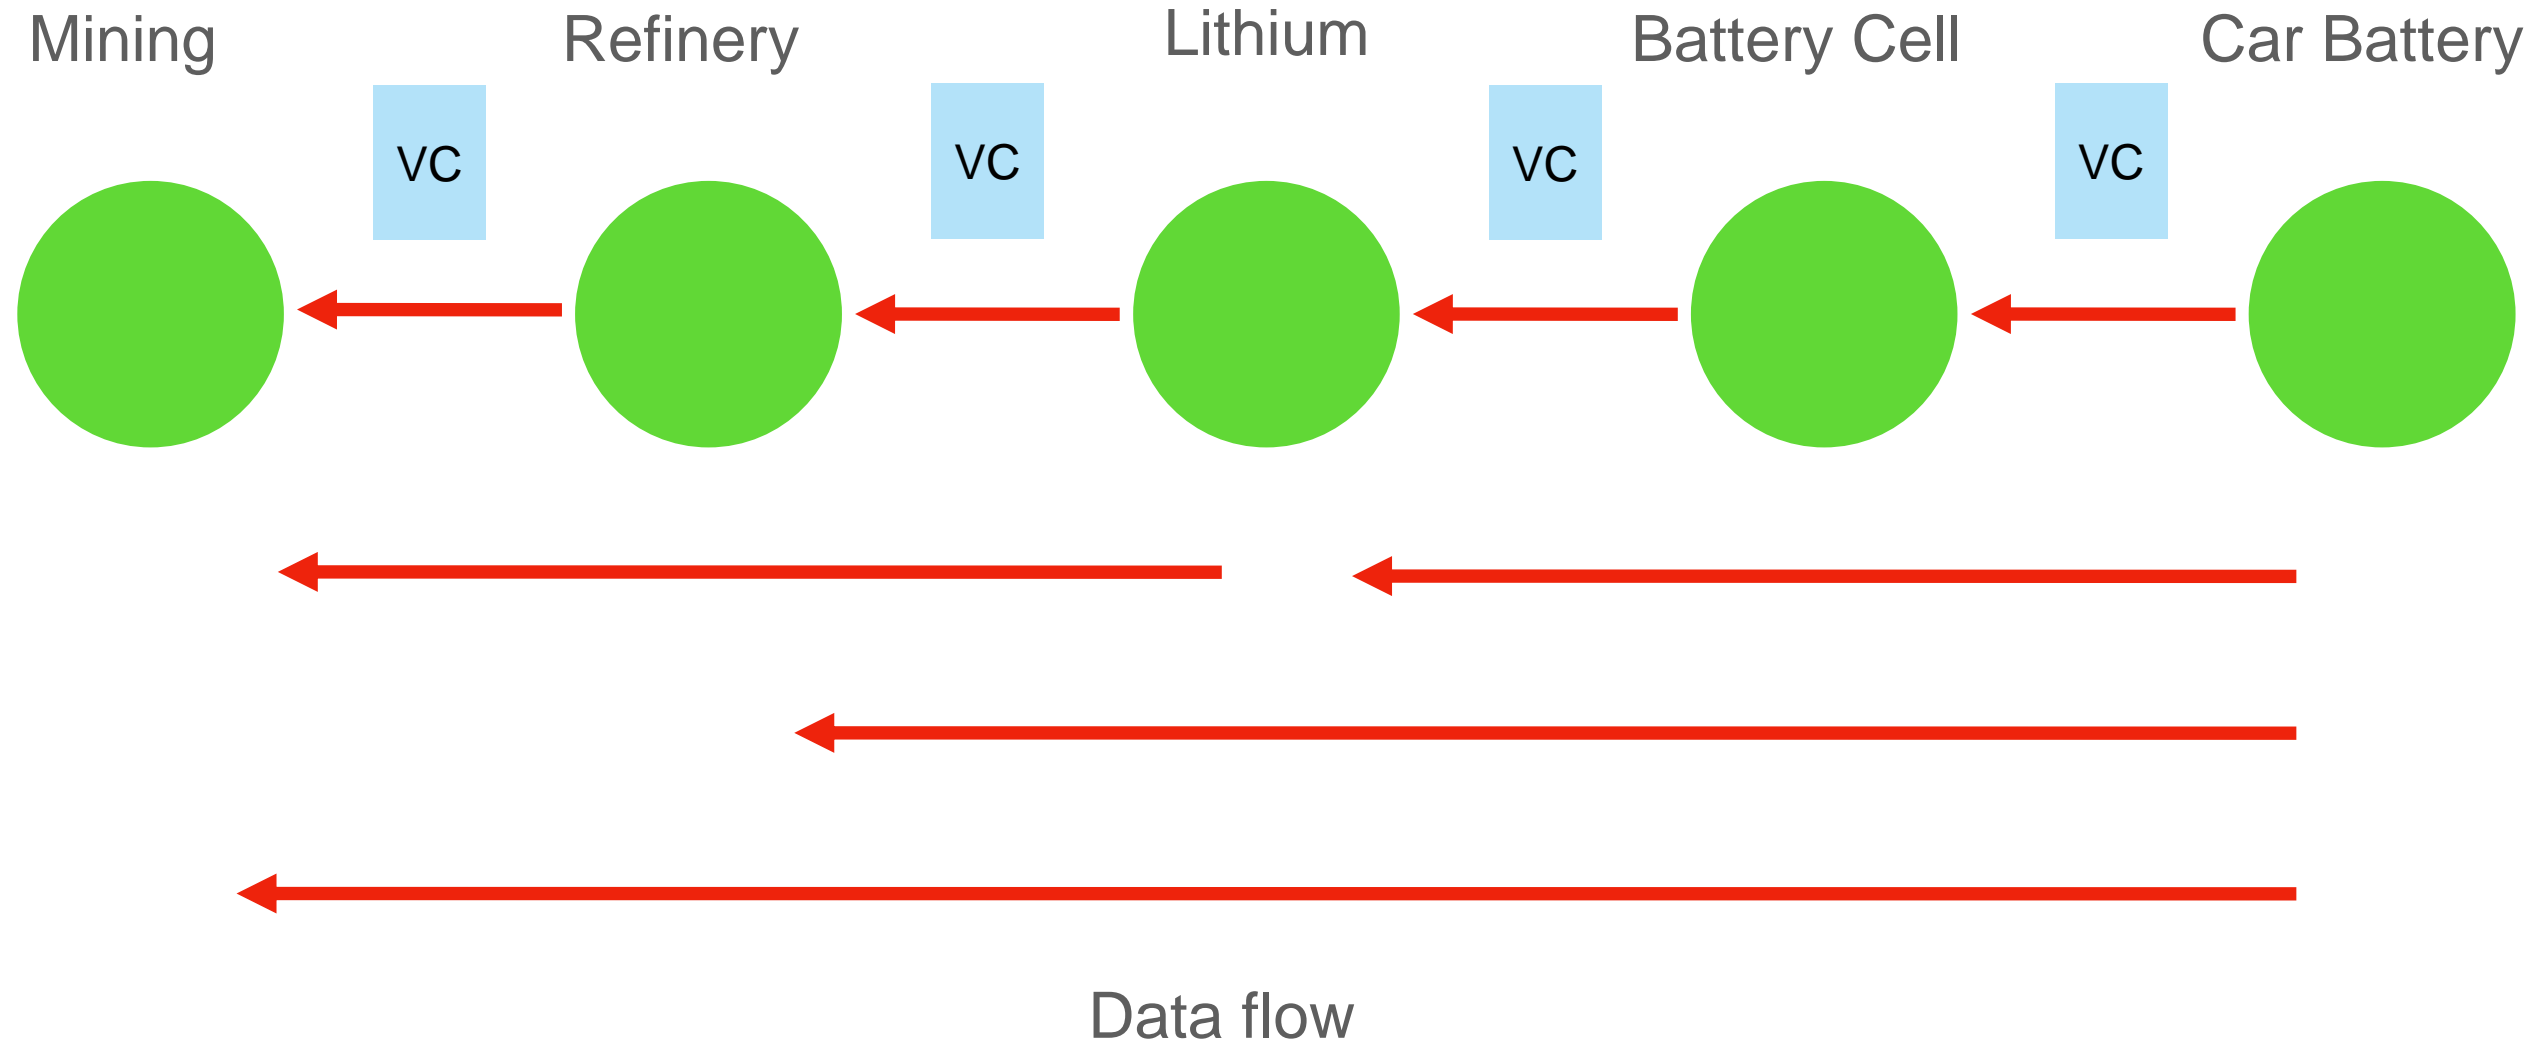 Mining
Refinery
Lithium
Battery Cell
Car Battery
VC
VC
VC
VC
Data flow